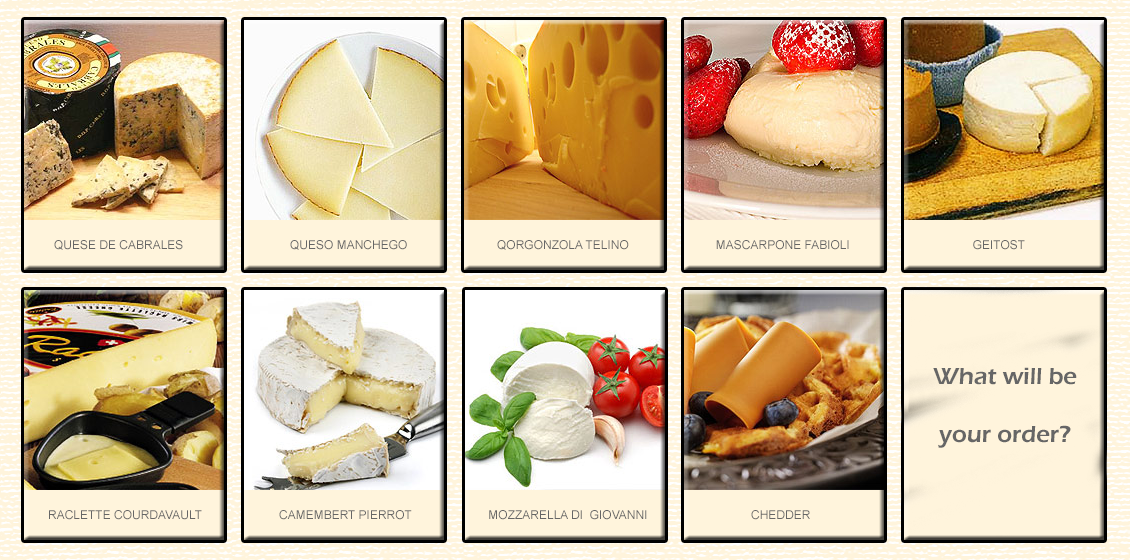 CABRALES
QUESE DE CABRALES
QUESO MANCHEGO
QORGONZOLA TELINO
MASCARPONE FABIOLI
GEITOST
RACLETTE COURDAVAULT
CAMEMBERT PIERROT
MOZZARELLA DI GIOVANNI
CHEDDER
What will be
your order?